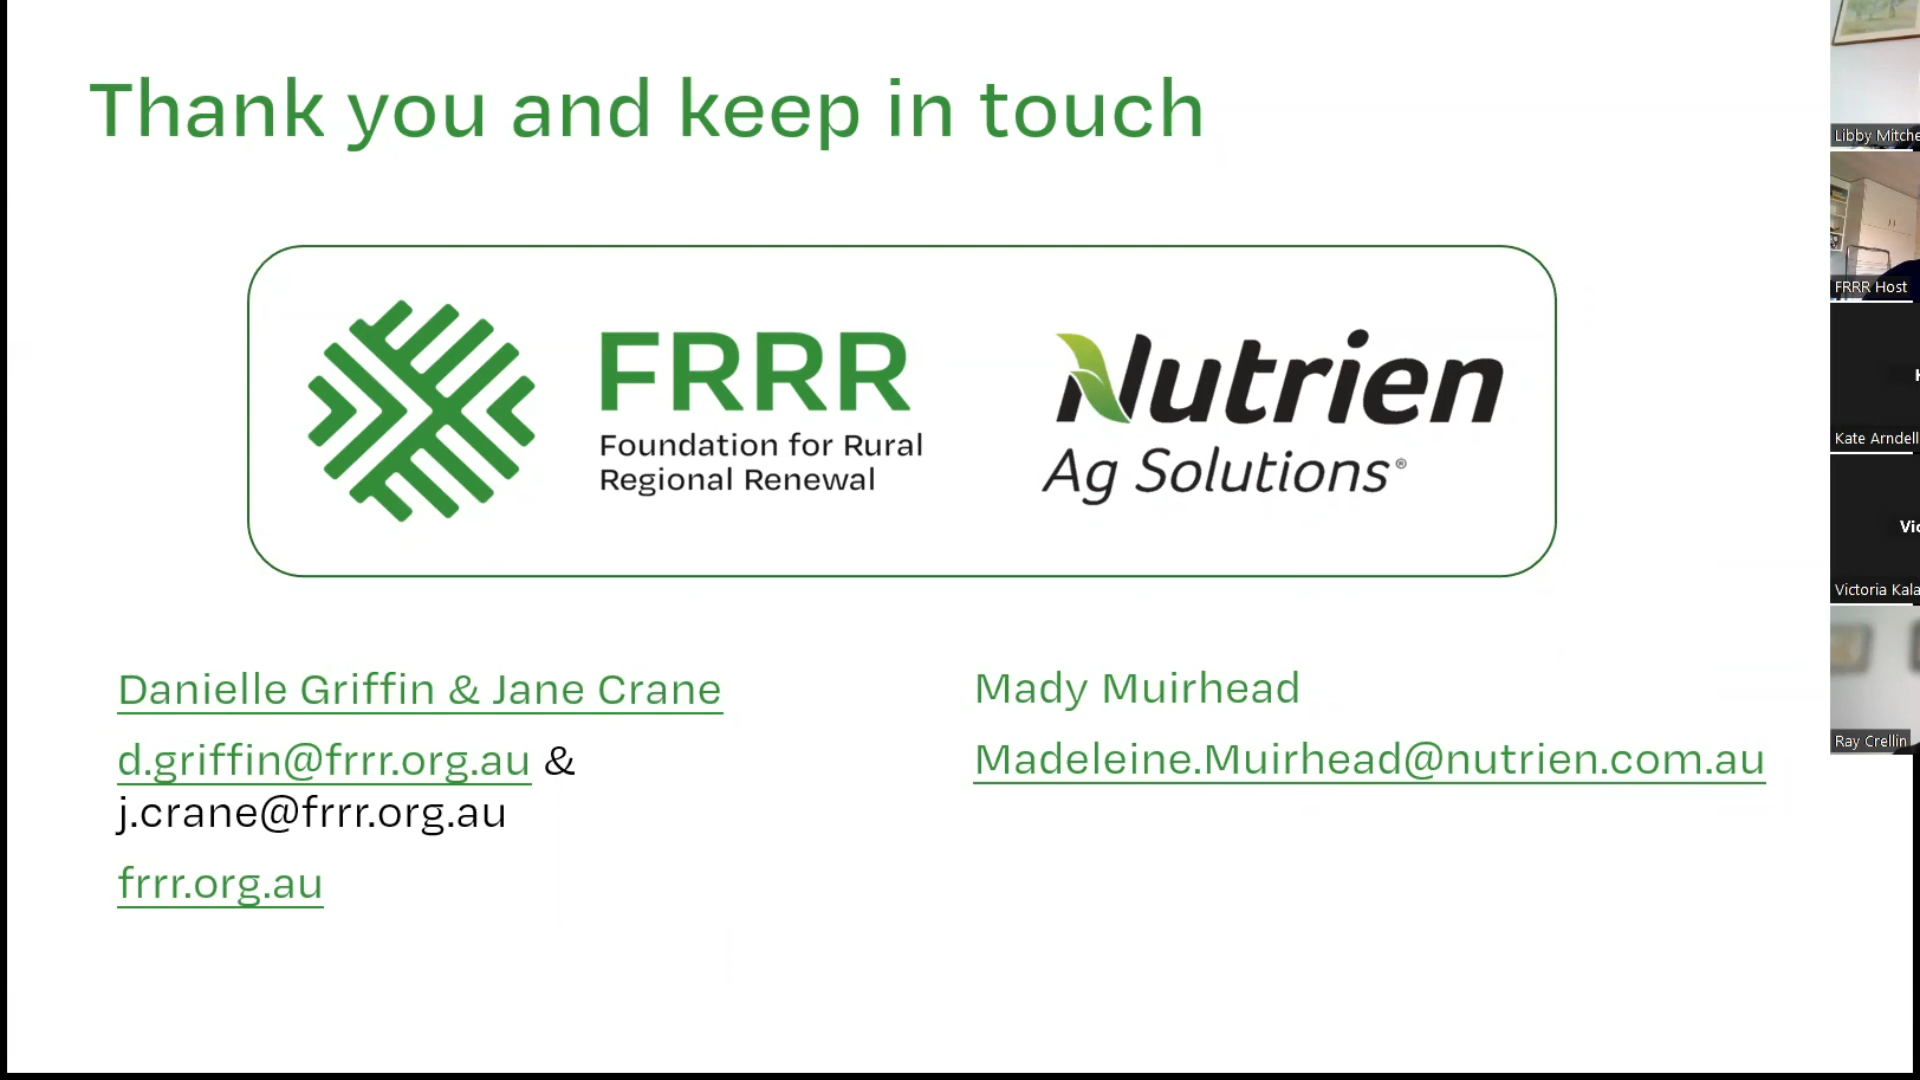 Thank you and keep in touch
FRRR
Foundation for Rural
Regional Renewal
Nutrien
Ag Solutions®
Danielle Griffin & Jane Crane
d.griffin@frrr.org.au &
j.crane@frrr.org.au
frrr.org.au
Mady Muirhead
Madeleine.Muirhead@nutrien.com.au
Libby
FRRR Host
Kate Arndell
Victoria
Ray Crellin